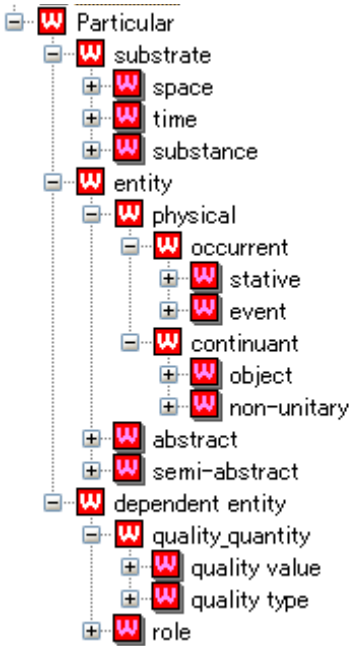 Particular
substrate
space
time
substance
entity
physical
occurrent
stative
event
continuant
object
non-unitary
abstract
semi-abstract
dependent entity
quality_quantity
quality value
quality type
role